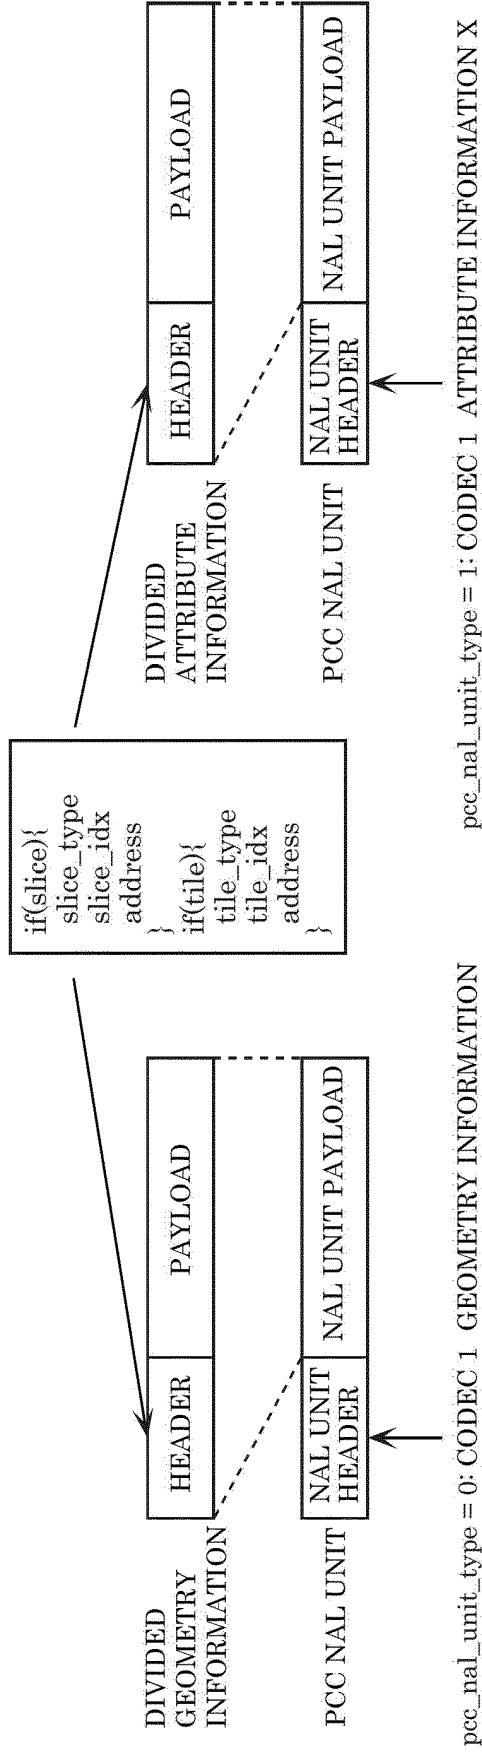 if(slice){
slice_type
slice_idx
address
}
if(tile){
tile_type
tile_idx
address
}
DIVIDED
GEOMETRY
INFORMATION
HEADER
PAYLOAD
PCC NAL UNIT
NAL UNIT
HEADER
NAL UNIT PAYLOAD
pcc_nal_unit_type = 0: CODEC 1 GEOMETRY INFORMATION
DIVIDED
ATTRIBUTE
INFORMATION
HEADER
PAYLOAD
PCC NAL UNIT
NAL UNIT
HEADER
NAL UNIT PAYLOAD
pcc_nal_unit_type = 1: CODEC 1 ATTRIBUTE INFORMATION X